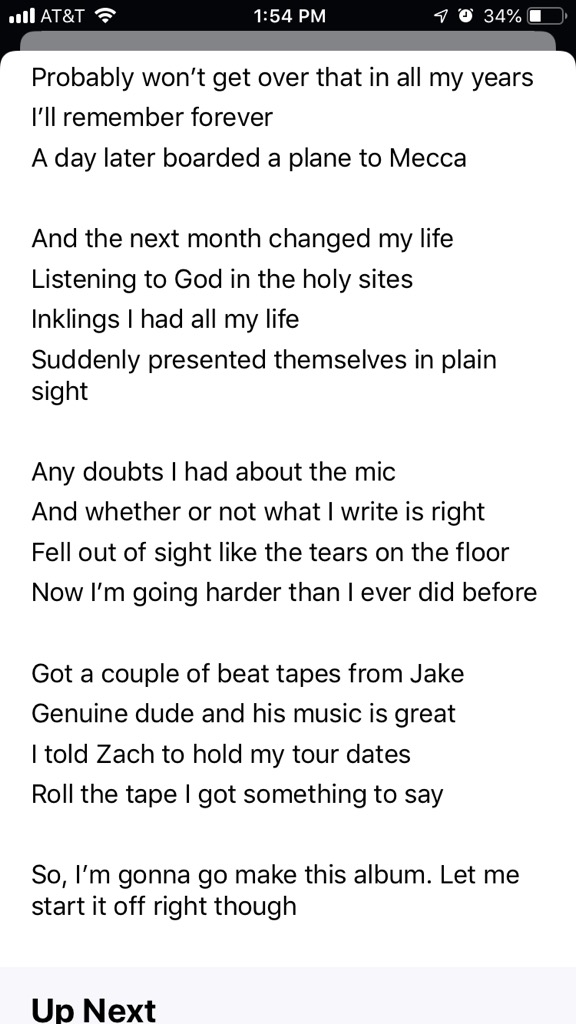 AT&T 1:54 PM 34%
Probably won’t get over that in all my years
I’ll remember forever
A day later boarded a plane to Mecca
And the next month changed my life
Listening to God in the holy sites
Inklings I had all my life
Suddenly presented themselves in plain
sight
Any doubts I had about the mic
And whether or not what I write is right
Fell out of sight like the tears on the floor
Now I’m going harder than I ever did before
Got a couple of beat tapes from Jake
Genuine dude and his music is great
I told Zach to hold my tour dates
Roll the tape I got something to say
So, I’m gonna go make this album. Let me
start it off right though
Up Next